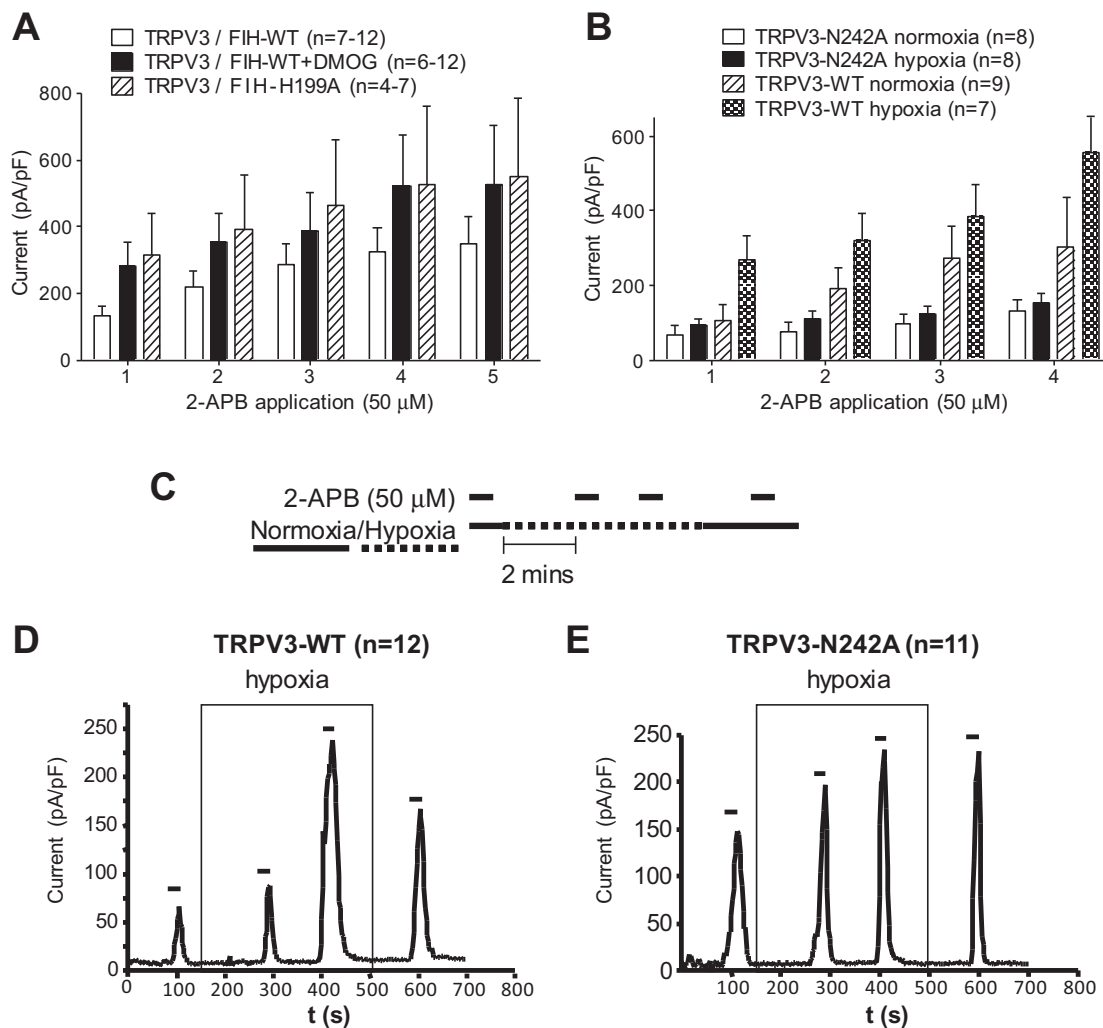 A
TRPV3 / FIH-WT (n=7-12)
TRPV3 / FIH-WT+DMOG (n=6-12)
TRPV3 / FIH-H199A (n=4-7)
Current (pA/pF)
800
600
400
200
0
1 2 3 4 5
2-APB application (50 μM)
B
TRPV3-N242A normoxia (n=8)
TRPV3-N242A hypoxia (n=8)
TRPV3-WT normoxia (n=9)
TRPV3-WT hypoxia (n=7)
Current (pA/pF)
600
400
200
0
1 2 3 4
2-APB application (50 μM)
C
2-APB (50 μM)
Normoxia/Hypoxia
2 mins
D
TRPV3-WT (n=12)
hypoxia
Current (pA/pF)
250
200
150
100
50
0
0 100 200 300 400 500 600 700 800
t (s)
E
TRPV3-N242A (n=11)
hypoxia
Current (pA/pF)
250
200
150
100
50
0
100 200 300 400 500 600 700 800
t (s)